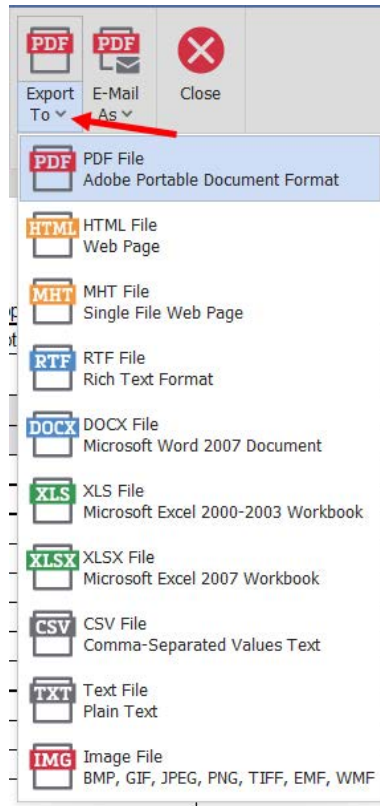 PDF PDF
Export E-Mail Close
To As
PDF PDF File
Adobe Portable Document Format
HTML HTML File
Web Page
MHT MHT File
Single File Web Page
RTF RTF File
Rich Text Format
DOCX DOCX File
Microsoft Word 2007 Document
XLS XLS File
Microsoft Excel 2000-2003 Workbook
XLSX XLSX File
Microsoft Excel 2007 Workbook
CSV CSV File
Comma-Separated Values Text
TXT Text File
Plain Text
IMG Image File
BMP, GIF, JPEG, PNG, TIFF, EMF, WMF